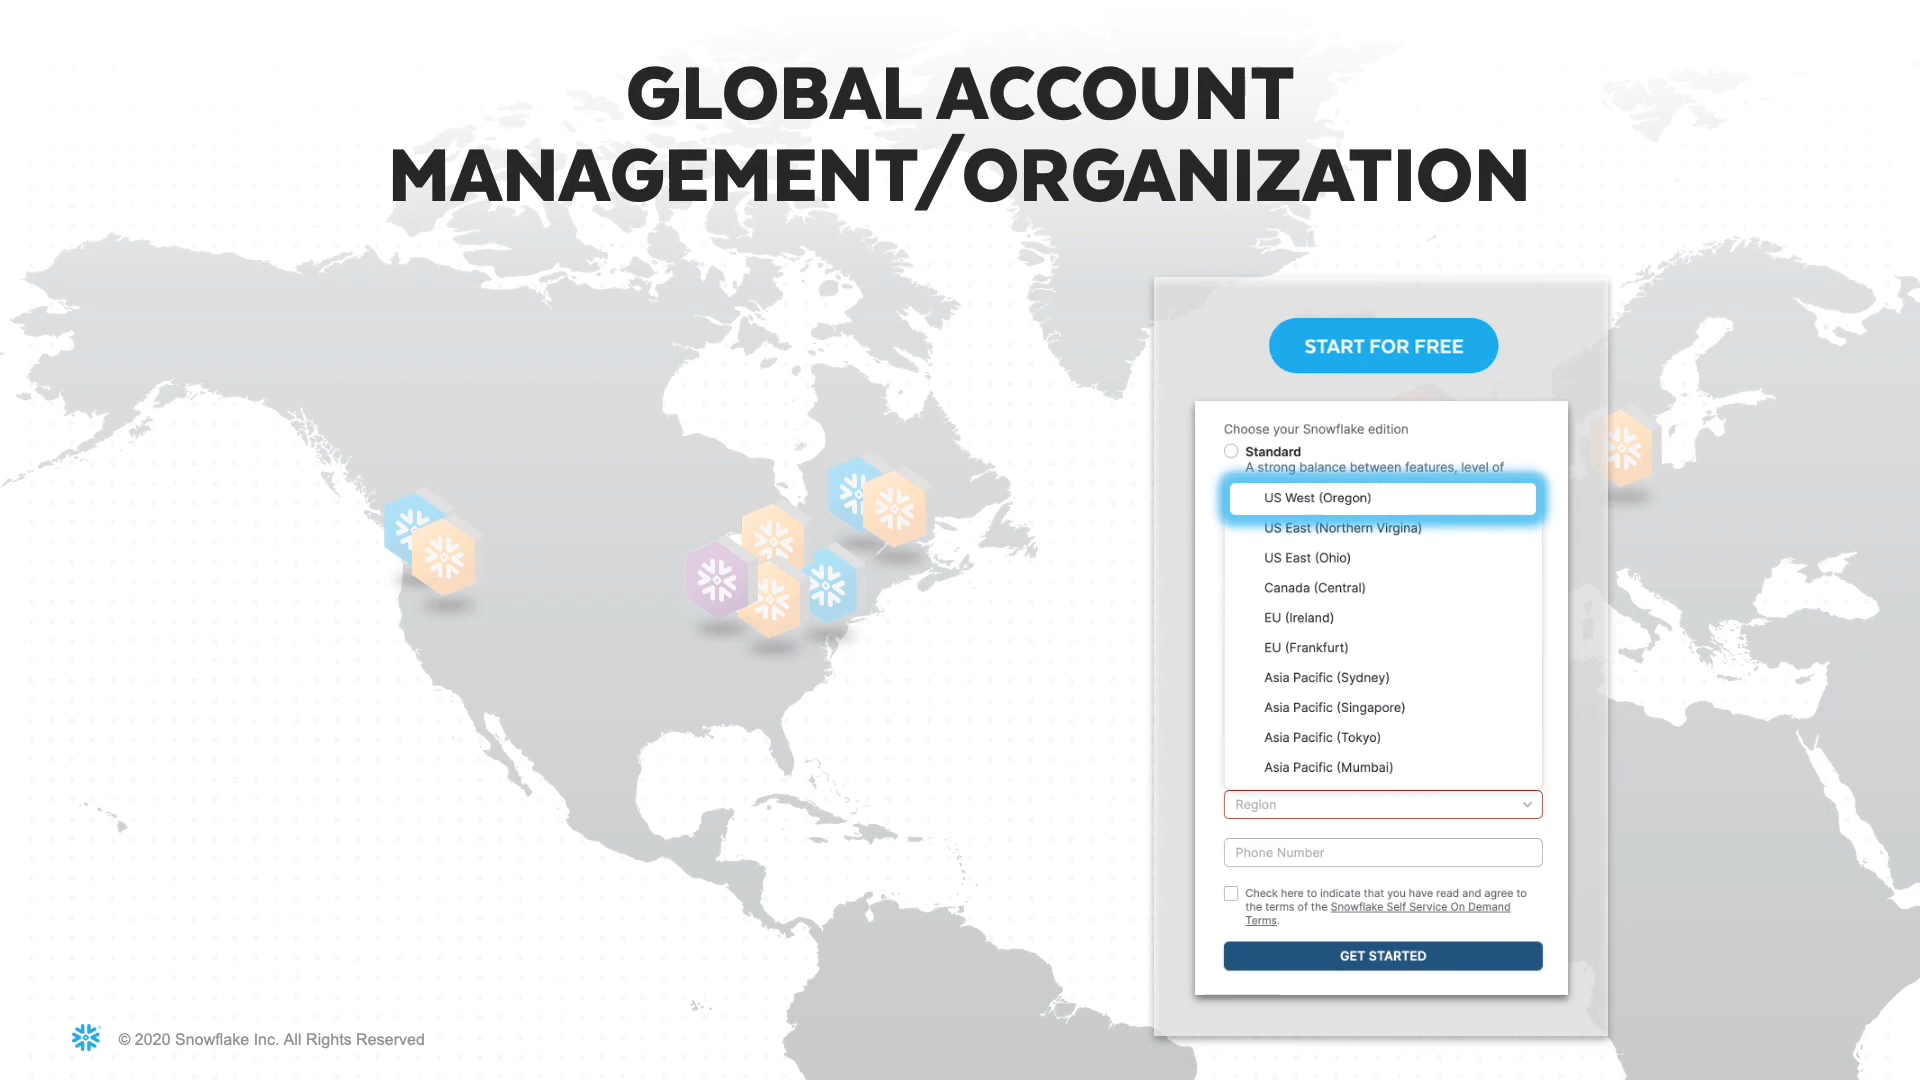 GLOBAL ACCOUNT
MANAGEMENT/ORGANIZATION
START FOR FREE
Choose your Snowflake edition
Standard
A strong balance between features, level of
US West (Oregon)
US East (Northern Virgina)
US East (Ohio)
Canada (Central)
EU (Ireland)
EU (Frankfurt)
Asia Pacific (Sydney)
Asia Pacific (Singapore)
Asia Pacific (Tokyo)
Asia Pacific (Mumbai)
Region
Phone Number
Check here to indicate that you have read and agree to
the terms of the Snowflake Self Service On Demand
Terms.
GET STARTED
© 2020 Snowflake Inc. All Rights Reserved